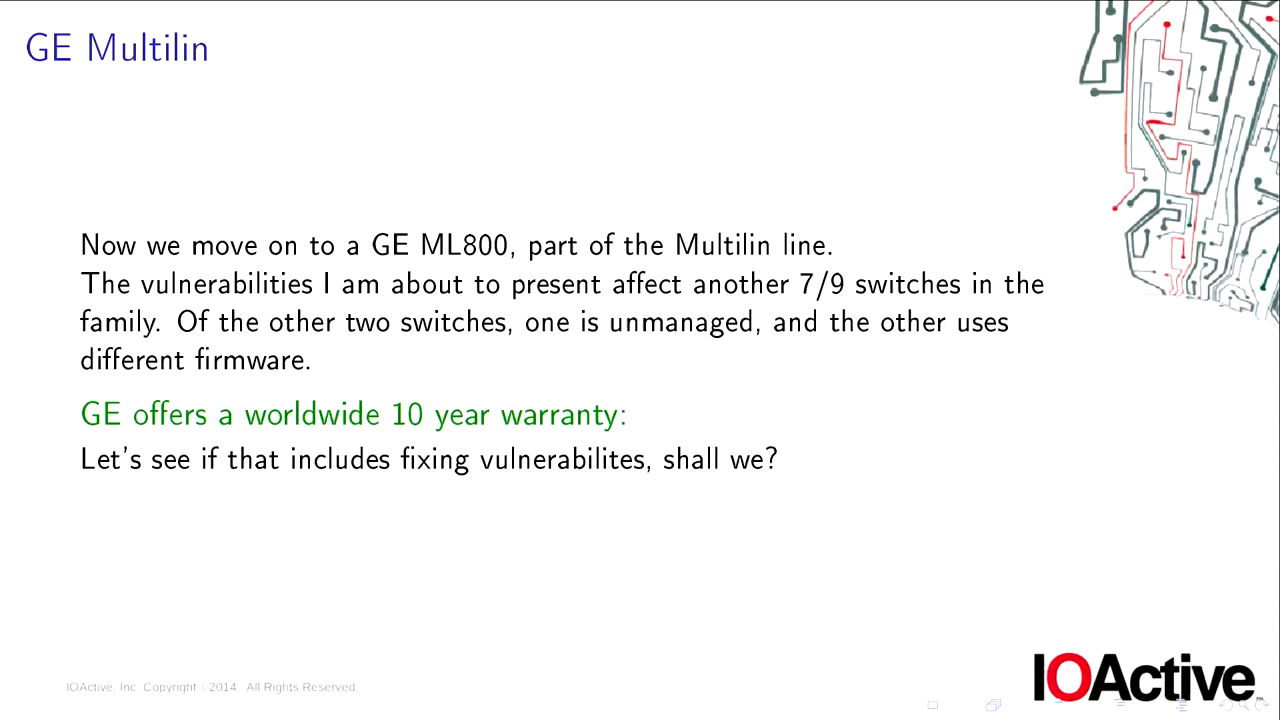 GE Multilin
Now we move on to a GE ML800, part of the Multilin line.
The vulnerabilities I am about to present affect another 7/9 switches in the
family. Of the other two switches, one is unmanaged, and the other uses
different firmware.
GE offers a worldwide 10 year warranty:
Let's see if that includes fixing vulnerabilites, shall we?
IOActive, Inc. Copyright ©2014. All Rights Reserved.
IOActive™